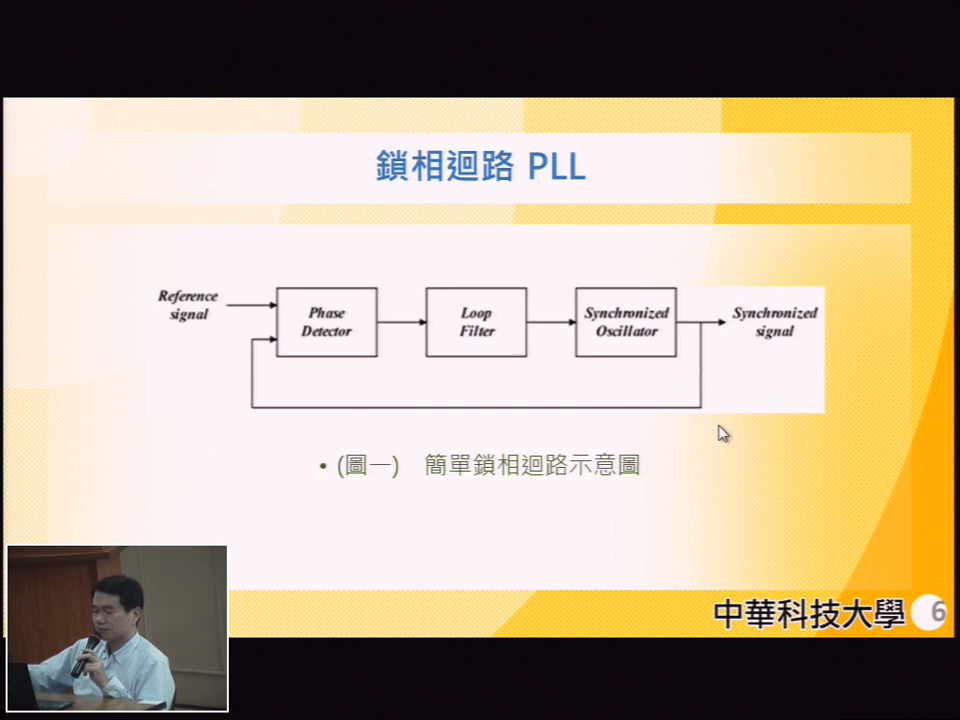 鎖相迴路 PLL
Reference
signal
Phase
Detector
Loop
Filter
Synchronized
Oscillator
Synchronized
signal
• (圖一) 簡單鎖相迴路示意圖
中華科技大學 6